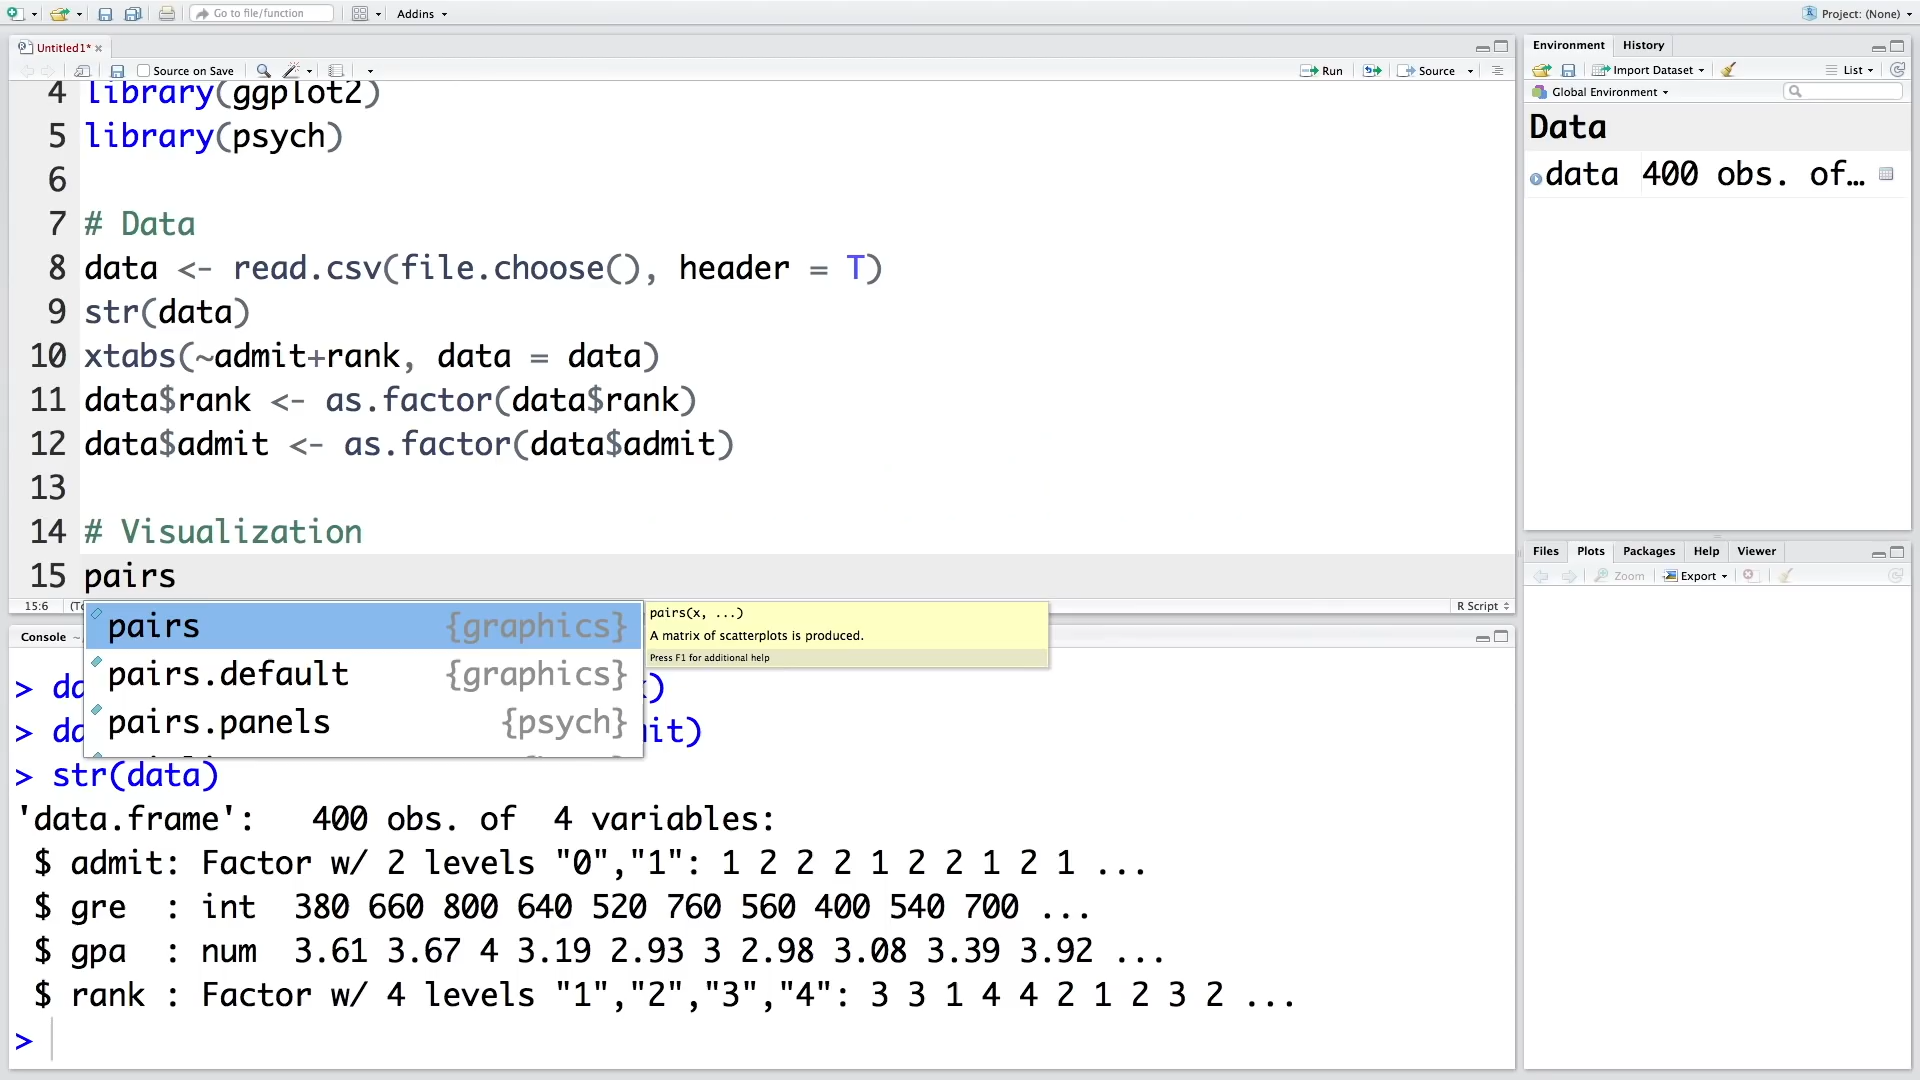 Go to file/function
Addins
Project: (None)
Untitled1*
Source on Save
Run
Source
4 library(ggplot2)
5 library(psych)
6
7 # Data
8 data <- read.csv(file.choose(), header = T)
9 str(data)
10 xtabs(~admit+rank, data = data)
11 data$rank <- as.factor(data$rank)
12 data$admit <- as.factor(data$admit)
13
14 # Visualization
15 pairs
15:6
R Script
pairs {graphics}
pairs.default {graphics}
pairs.panels {psych}
pairs(x, ...)
A matrix of scatterplots is produced.
Press F1 for additional help
Console ~
> da )
> da it)
> str(data)
'data.frame': 400 obs. of 4 variables:
$ admit: Factor w/ 2 levels "0","1": 1 2 2 2 1 2 2 1 2 1 ...
$ gre : int 380 660 800 640 520 760 560 400 540 700 ...
$ gpa : num 3.61 3.67 4 3.19 2.93 3 2.98 3.08 3.39 3.92 ...
$ rank : Factor w/ 4 levels "1","2","3","4": 3 3 1 4 4 2 1 2 3 2 ...
>
Environment History
Import Dataset List
Global Environment
Data
data 400 obs. of…
Files Plots Packages Help Viewer
Zoom Export